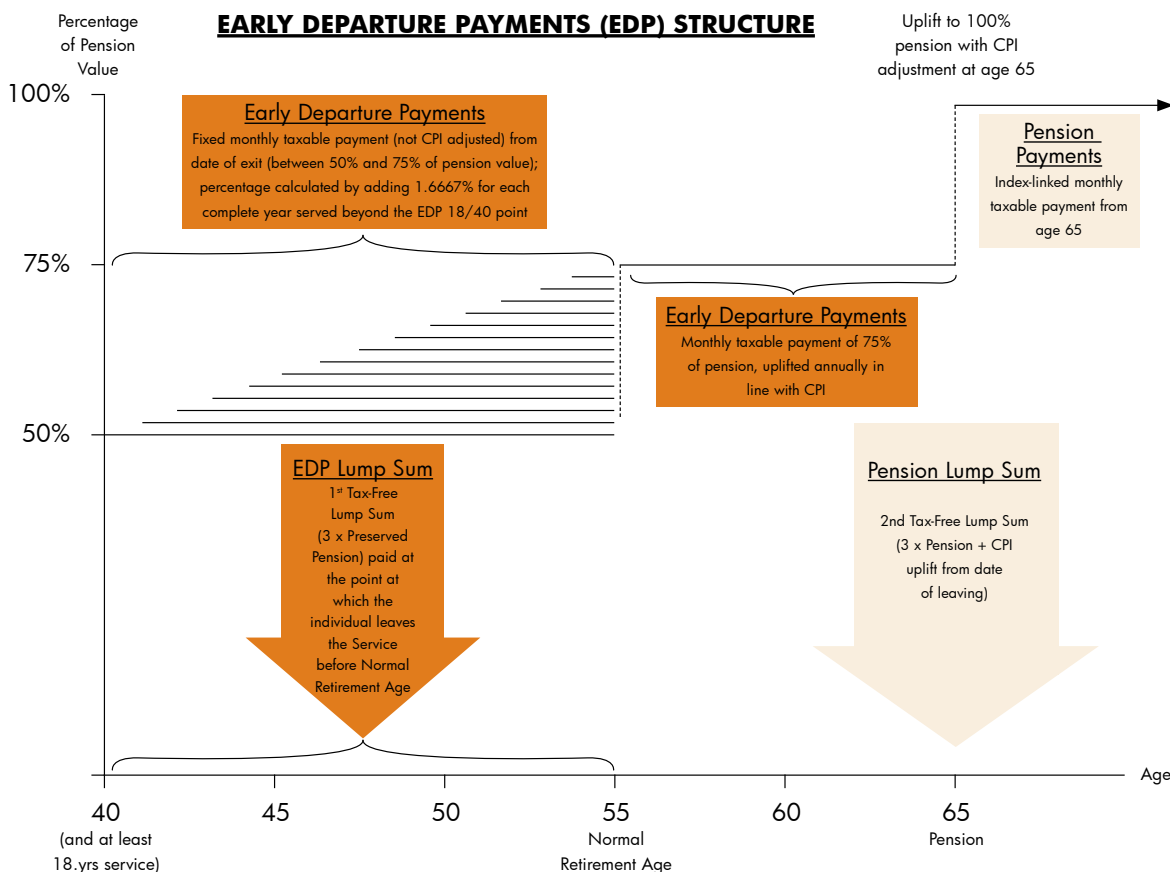 EARLY DEPARTURE PAYMENTS (EDP) STRUCTURE
Percentage
of Pension
Value
Uplift to 100%
pension with CPI
adjustment at age 65
100%
Early Departure Payments
Fixed monthly taxable payment (not CPI adjusted) from
date of exit (between 50% and 75% of pension value);
percentage calculated by adding 1.6667% for each
complete year served beyond the EDP 18/40 point
Pension
Payments
Index-linked monthly
taxable payment from
age 65
75%
Early Departure Payments
Monthly taxable payment of 75%
of pension, uplifted annually in
line with CPI
50%
EDP Lump Sum
1st Tax-Free
Lump Sum
(3 x Preserved
Pension) paid at
the point at
which the
individual leaves
the Service
before Normal
Retirement Age
Pension Lump Sum
2nd Tax-Free Lump Sum
(3 x Pension + CPI
uplift from date
of leaving)
Age
40
(and at least
18.yrs service)
45
50
55
Normal
Retirement Age
60
65
Pension